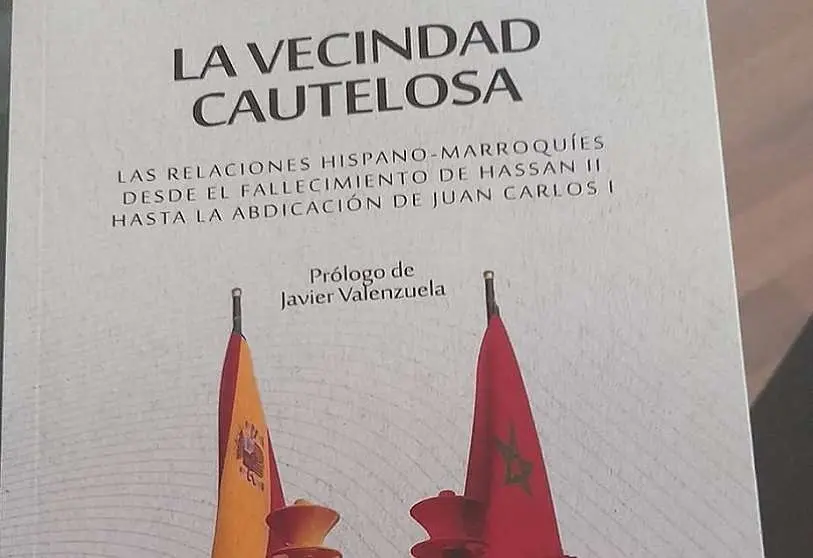 LA VECINDAD
CAUTELOSA
LAS RELACIONES HISPANO-MARROQUÍES
DESDE EL FALLECIMIENTO DE HASSAN II
HASTA LA ABDICACIÓN DE JUAN CARLOS I
Prólogo de
Javier Valenzuela